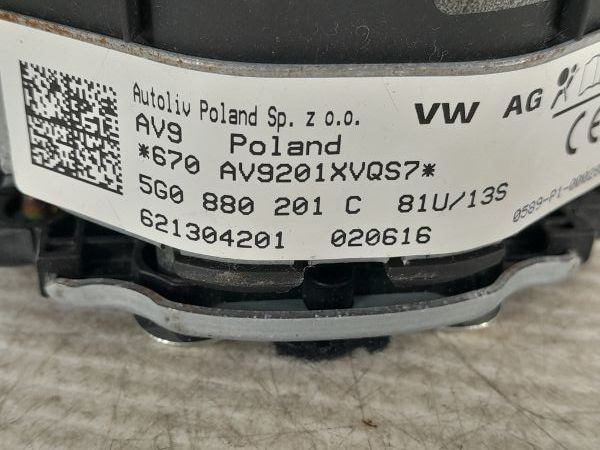 Autoliv Poland Sp. z o.o.
VW AG
AV9 Poland
*670 AV9201XVQS7*
5G0 880 201 C 81U/13S
621304201 020616
CE